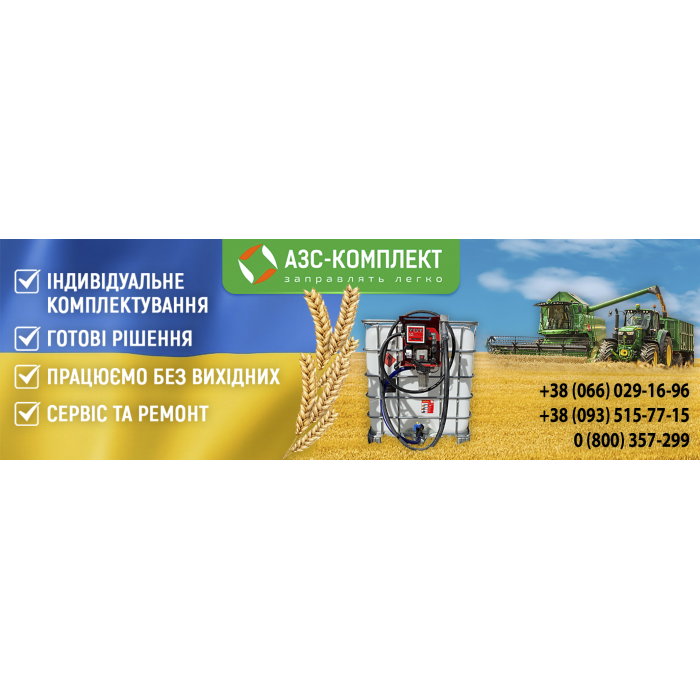 АЗС-КОМПЛЕКТ
заправлять легко
ІНДИВІДУАЛЬНЕ
КОМПЛЕКТУВАННЯ
ГОТОВІ РІШЕННЯ
ПРАЦЮЄМО БЕЗ ВИХІДНИХ
СЕРВІС ТА РЕМОНТ
+38 (066) 029-16-96
+38 (093) 515-77-15
0 (800) 357-299